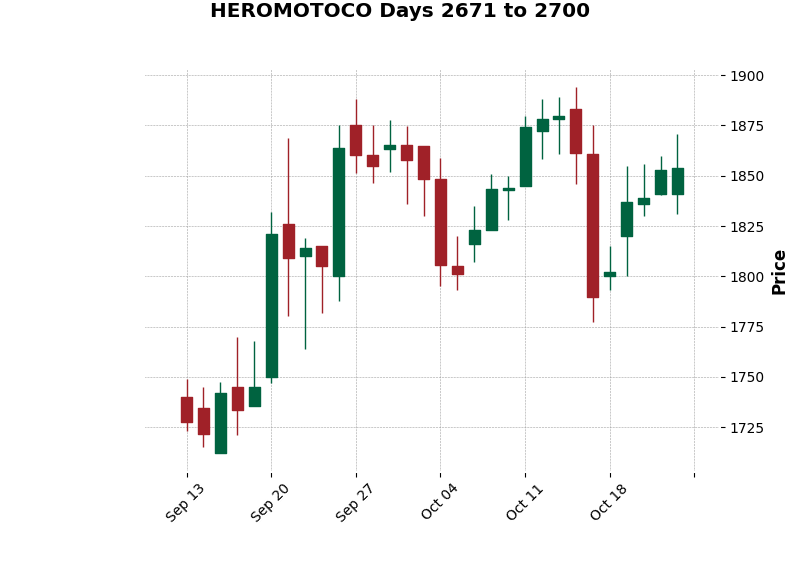 HEROMOTOCO Days 2671 to 2700
1900
1875
1850
1825
1800
1775
1750
1725
Price
Sep 13
Sep 20
Sep 27
Oct 04
Oct 11
Oct 18